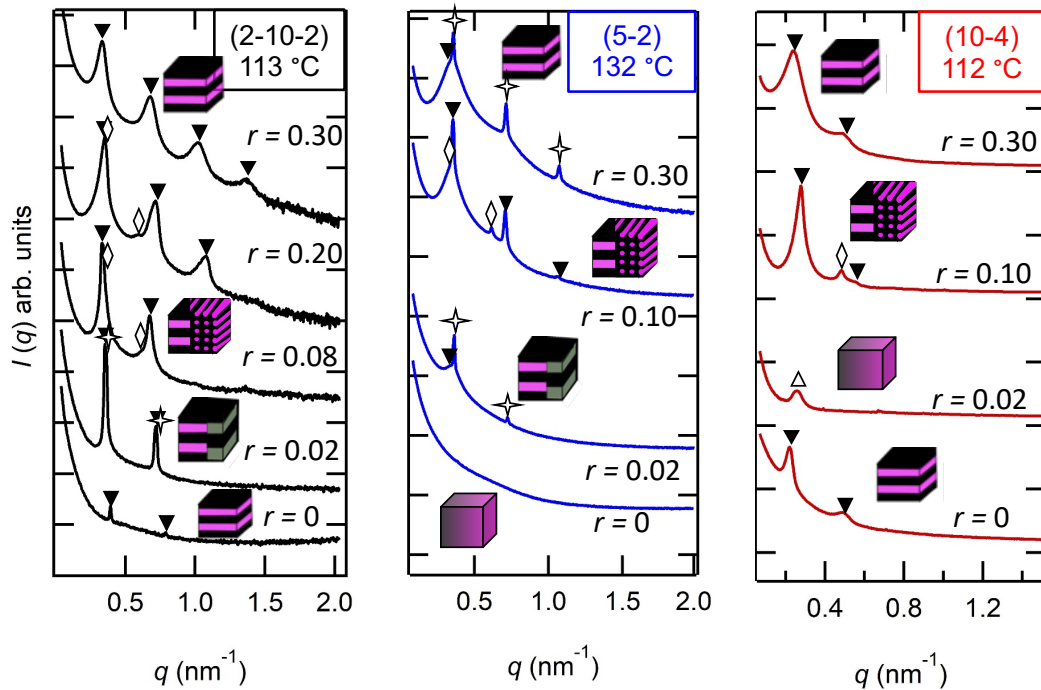 (2-10-2)
113 °C
r = 0.30
r = 0.20
r = 0.08
r = 0.02
r = 0
I (q) arb. units
0.5
1.0
1.5
2.0
q (nm⁻¹)
(5-2)
132 °C
r = 0.30
r = 0.10
r = 0.02
r = 0
0.5
1.0
1.5
2.0
q (nm⁻¹)
(10-4)
112 °C
r = 0.30
r = 0.10
r = 0.02
r = 0
0.4
0.8
1.2
q (nm⁻¹)